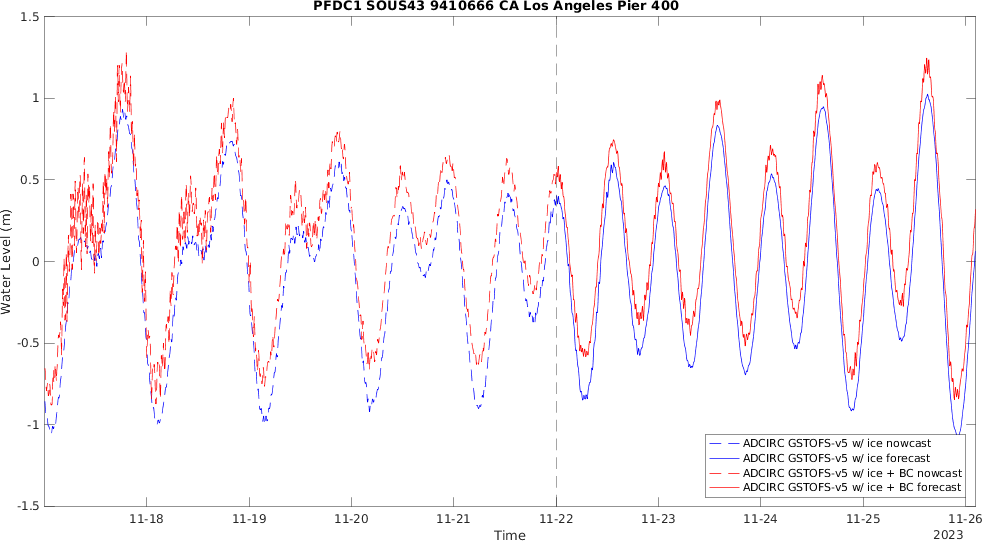 PFDC1 SOUS43 9410666 CA Los Angeles Pier 400
1.5
1
0.5
0
-0.5
-1
-1.5
Water Level (m)
11-18 11-19 11-20 11-21 11-22 11-23 11-24 11-25 11-26
2023
Time
ADCIRC GSTOFS-v5 w/ ice nowcast
ADCIRC GSTOFS-v5 w/ ice forecast
ADCIRC GSTOFS-v5 w/ ice + BC nowcast
ADCIRC GSTOFS-v5 w/ ice + BC forecast